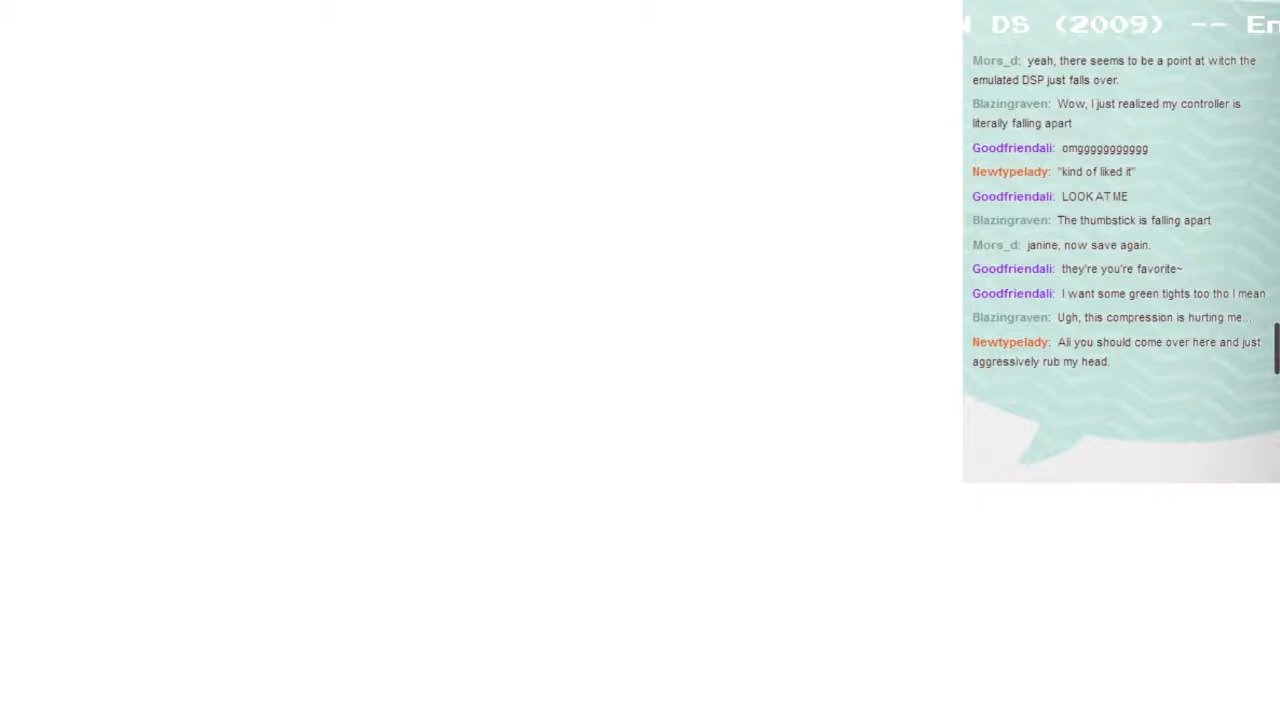 DS (2009) -- En
Mors_d: yeah, there seems to be a point at witch the
emulated DSP just falls over.
Blazingraven: Wow, I just realized my controller is
literally falling apart
Goodfriendali: omggggggggggg
Newtypelady: "kind of liked it"
Goodfriendali: LOOK AT ME
Blazingraven: The thumbstick is falling apart
Mors_d: janine, now save again.
Goodfriendali: they're you're favorite~
Goodfriendali: I want some green tights too tho I mean
Blazingraven: Ugh, this compression is hurting me...
Newtypelady: Ali you should come over here and just
aggressively rub my head.